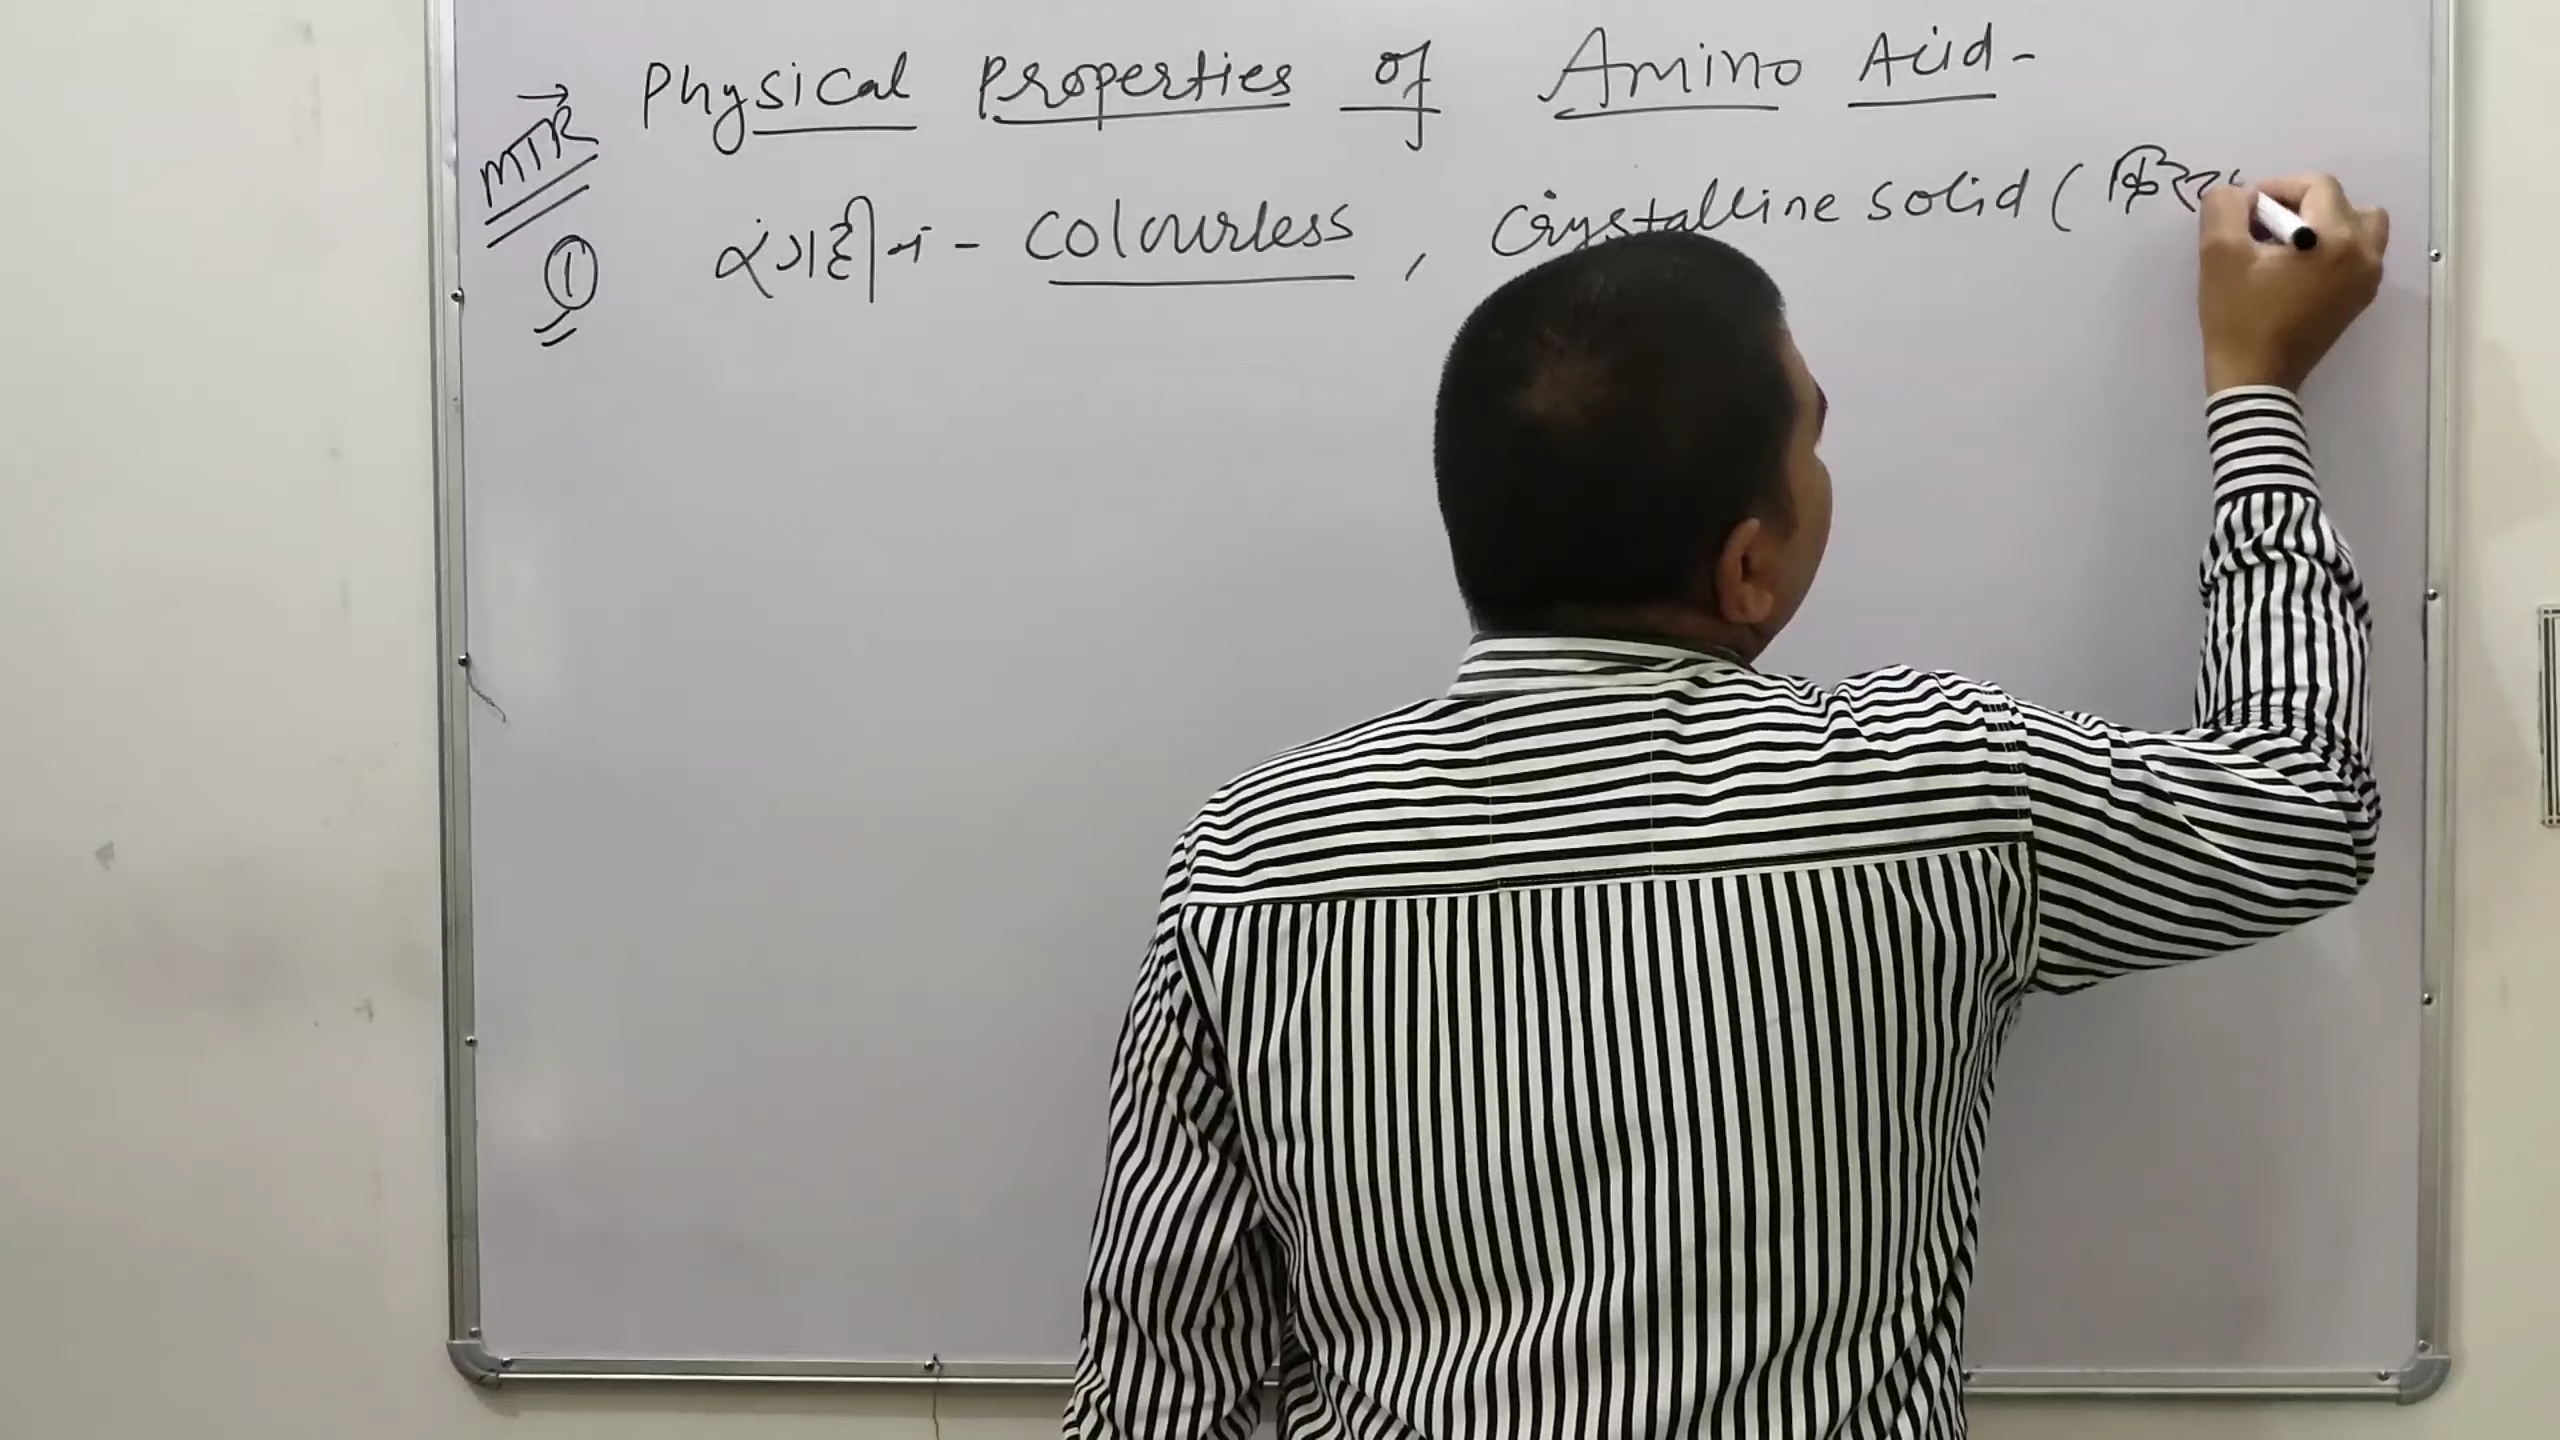 → Physical Properties of Amino Acid -
MTR
① रंगहीन - Colourless , Crystalline solid (